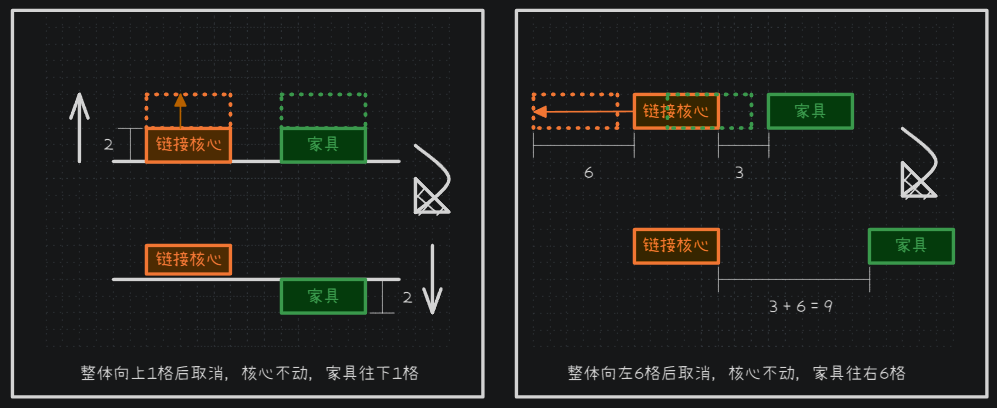 2
链接核心
家具
链接核心
家具
2
整体向上1格后取消, 核心不动, 家具往下1格
链接核心
家具
6
3
链接核心
家具
3 + 6 = 9
整体向左6格后取消, 核心不动, 家具往右6格